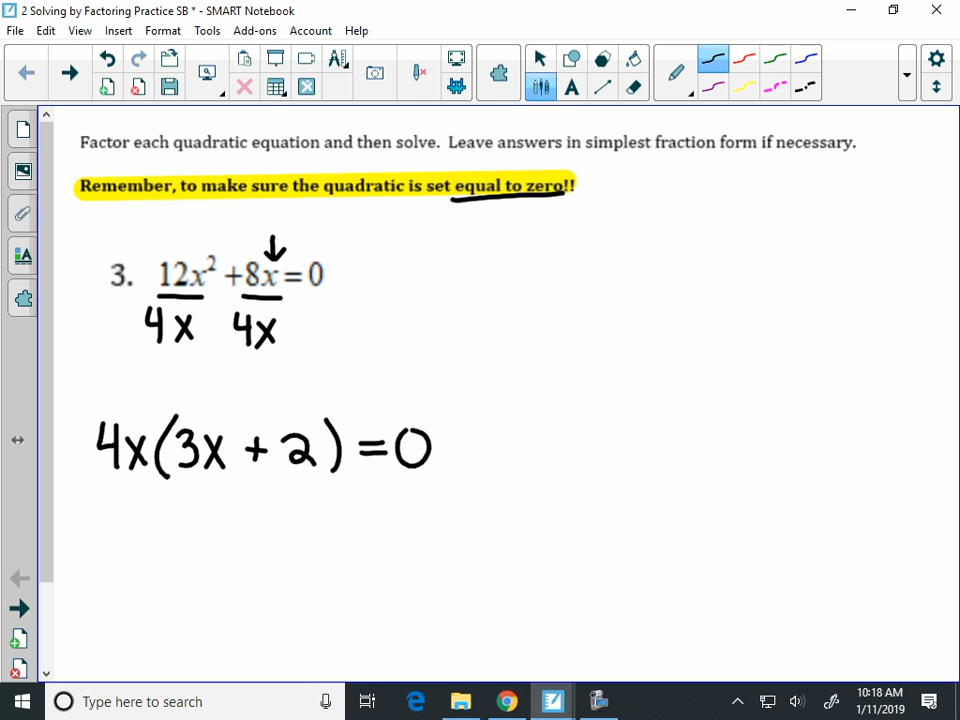 2 Solving by Factoring Practice SB * - SMART Notebook
File Edit View Insert Format Tools Add-ons Account Help
Factor each quadratic equation and then solve. Leave answers in simplest fraction form if necessary.
Remember, to make sure the quadratic is set equal to zero!!
3. 12x² + 8x = 0
4x 4x
4x(3x + 2) = 0
Type here to search
10:18 AM
1/11/2019